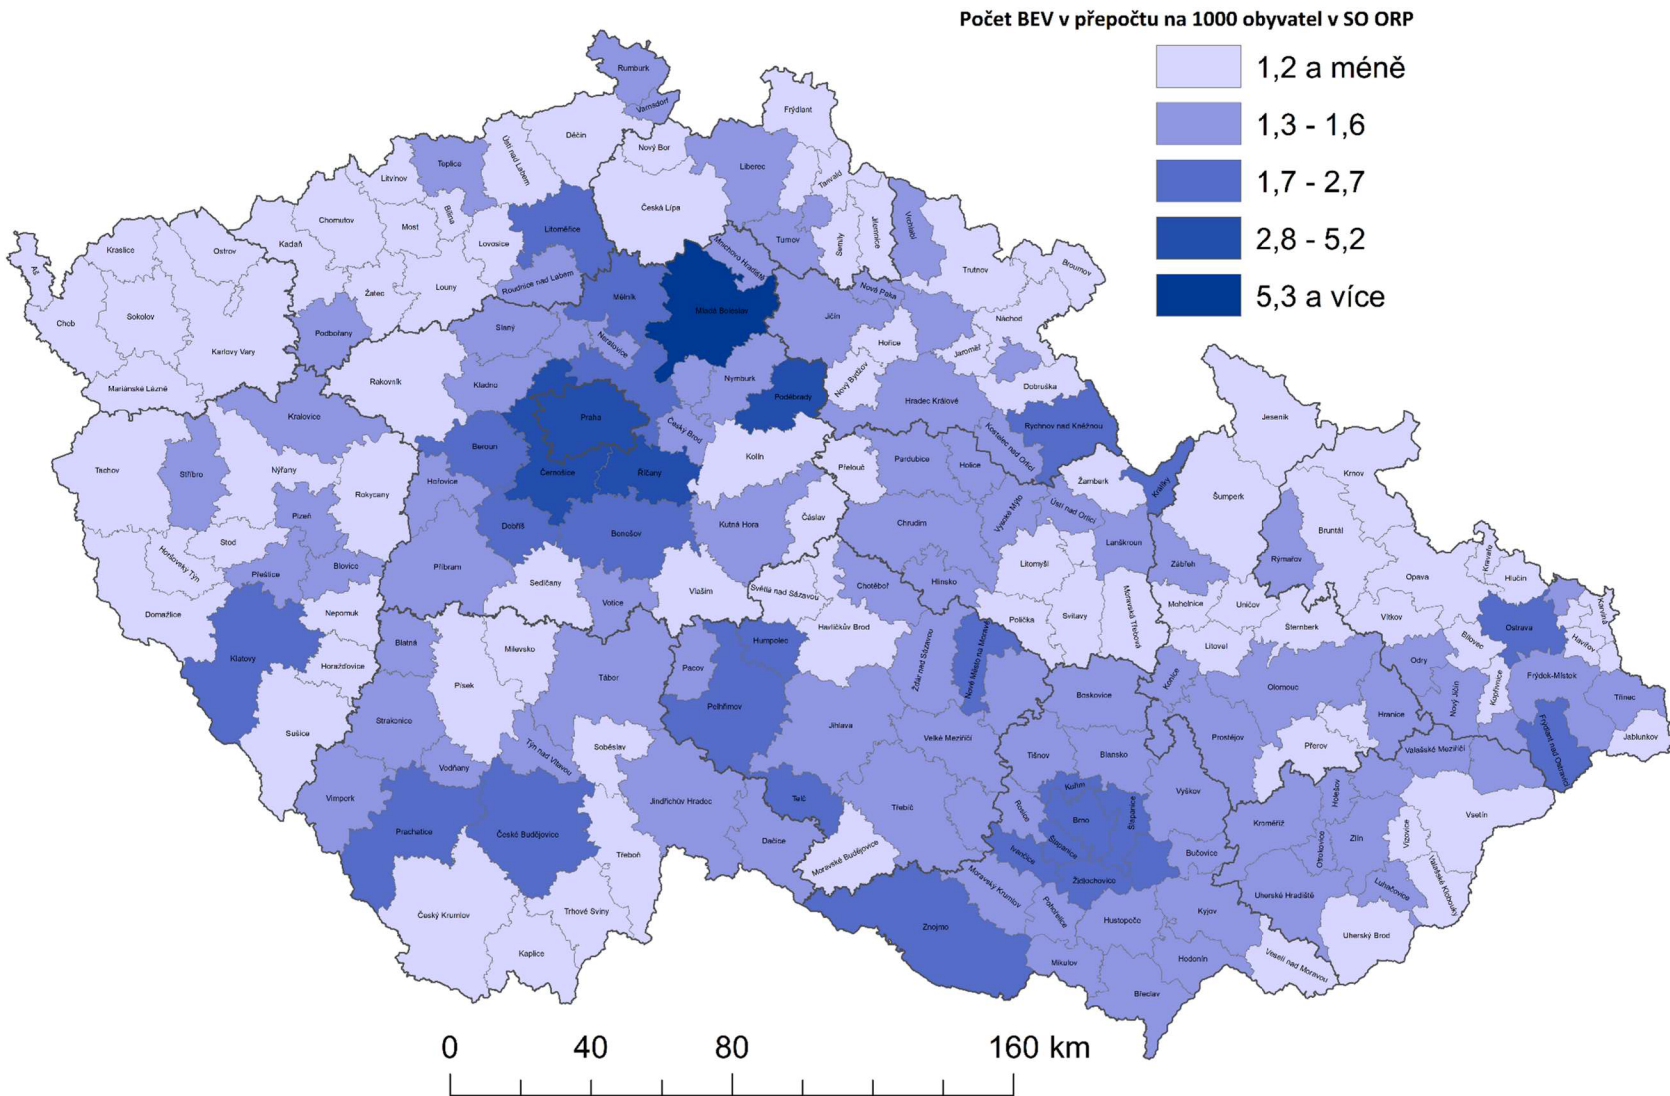 Počet BEV v přepočtu na 1000 obyvatel v SO ORP
1,2 a méně
1,3 - 1,6
1,7 - 2,7
2,8 - 5,2
5,3 a více
Rumburk
Varnsdorf
Frýdlant
Děčín
Ústí nad Labem
Nový Bor
Teplice
Liberec
Litvínov
Tanvald
Česká Lípa
Chomutov
Most
Bílina
Litoměřice
Turnov
Semily
Jilemnice
Vrchlabí
Kraslice
Ostrov
Kadaň
Lovosice
Mnichovo Hradiště
Trutnov
Broumov
Aš
Žatec
Louny
Roudnice nad Labem
Mělník
Nová Paka
Sokolov
Mladá Boleslav
Cheb
Podbořany
Slaný
Jičín
Náchod
Neratovice
Hořice
Jaroměř
Karlovy Vary
Mariánské Lázně
Rakovník
Kladno
Nymburk
Nový Bydžov
Dobruška
Poděbrady
Hradec Králové
Kralovice
Praha
Český Brod
Rychnov nad Kněžnou
Kostelec nad Orlicí
Jeseník
Beroun
Kolín
Tachov
Stříbro
Nýřany
Černošice
Říčany
Přelouč
Pardubice
Holice
Krnov
Hořovice
Žamberk
Králíky
Rokycany
Šumperk
Plzeň
Dobříš
Benešov
Kutná Hora
Čáslav
Chrudim
Vysoké Mýto
Ústí nad Orlicí
Bruntál
Stod
Lanškroun
Horšovský Týn
Přeštice
Blovice
Příbram
Sedlčany
Vlašim
Světlá nad Sázavou
Chotěboř
Hlinsko
Litomyšl
Zábřeh
Rýmařov
Opava
Kravaře
Hlučín
Votice
Domažlice
Nepomuk
Polička
Svitavy
Moravská Třebová
Mohelnice
Uničov
Šternberk
Vítkov
Ostrava
Karviná
Havířov
Bílovec
Havlíčkův Brod
Humpolec
Blatná
Milevsko
Litovel
Klatovy
Horažďovice
Pacov
Žďár nad Sázavou
Nové Město na Moravě
Odry
Písek
Tábor
Boskovice
Konice
Olomouc
Nový Jičín
Kopřivnice
Frýdek-Místek
Třinec
Pelhřimov
Strakonice
Hranice
Sušice
Jihlava
Velké Meziříčí
Prostějov
Přerov
Jablunkov
Soběslav
Týn nad Vltavou
Tišnov
Blansko
Valašské Meziříčí
Frýdlant nad Ostravicí
Vodňany
Vimperk
Jindřichův Hradec
Telč
Třebíč
Kuřim
Vyškov
Holešov
Rosice
Brno
Šlapanice
Kroměříž
Vsetín
Prachatice
České Budějovice
Dačice
Zlín
Vizovice
Otrokovice
Třeboň
Moravské Budějovice
Ivančice
Šlapanice
Bučovice
Židlochovice
Valašské Klobouky
Luhačovice
Moravský Krumlov
Uherské Hradiště
Český Krumlov
Trhové Sviny
Pohořelice
Hustopeče
Kyjov
Znojmo
Uherský Brod
Kaplice
Mikulov
Hodonín
Veselí nad Moravou
Břeclav
0 40 80 160 km